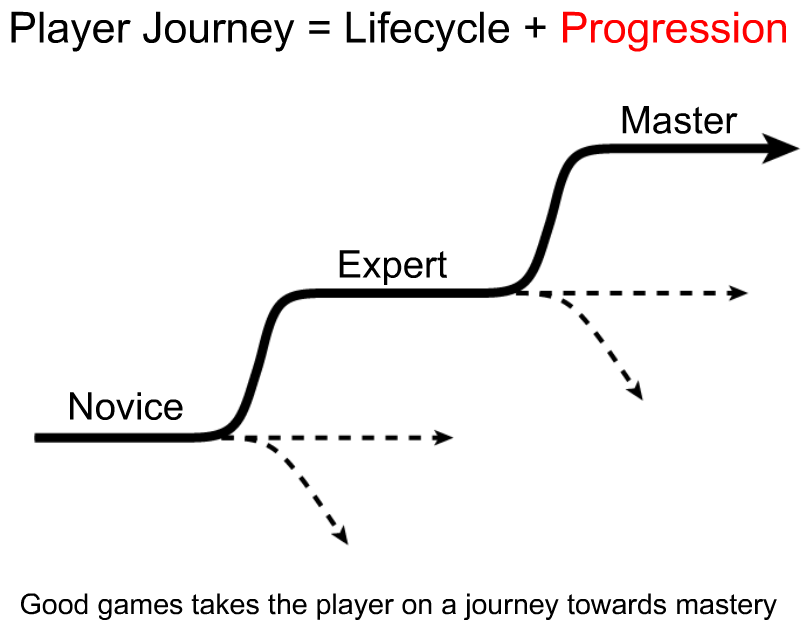 Player Journey = Lifecycle + Progression
Master
Expert
Novice
Good games takes the player on a journey towards mastery